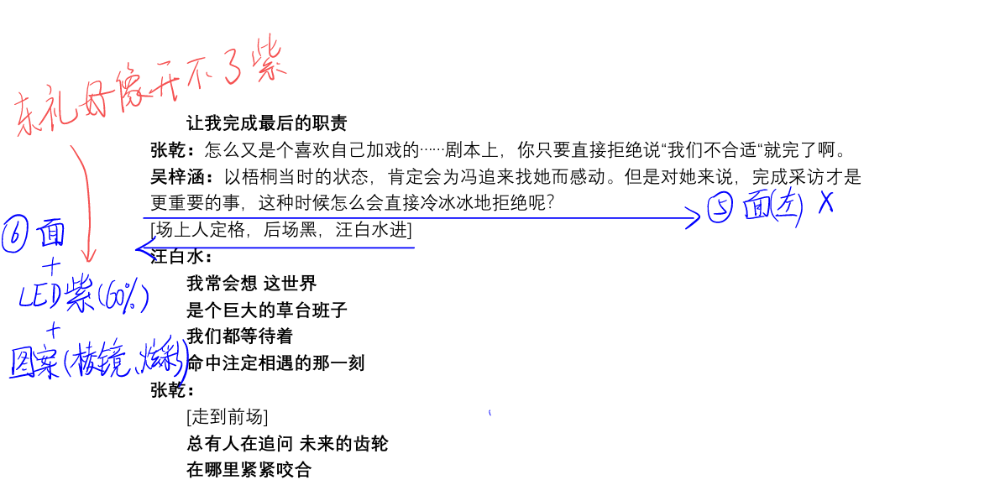 东礼好像开不了紫
让我完成最后的职责
张乾：怎么又是个喜欢自己加戏的……剧本上，你只要直接拒绝说“我们不合适“就完了啊。
吴梓涵：以梧桐当时的状态，肯定会为冯追来找她而感动。但是对她来说，完成采访才是
更重要的事，这种时候怎么会直接冷冰冰地拒绝呢？
⑤ 面(左) X
[场上人定格，后场黑，汪白水进]
⑥ 面
+
LED紫(60%)
+
图案(棱镜、炫彩)
汪白水：
我常会想 这世界
是个巨大的草台班子
我们都等待着
命中注定相遇的那一刻
张乾：
[走到前场]
总有人在追问 未来的齿轮
在哪里紧紧咬合